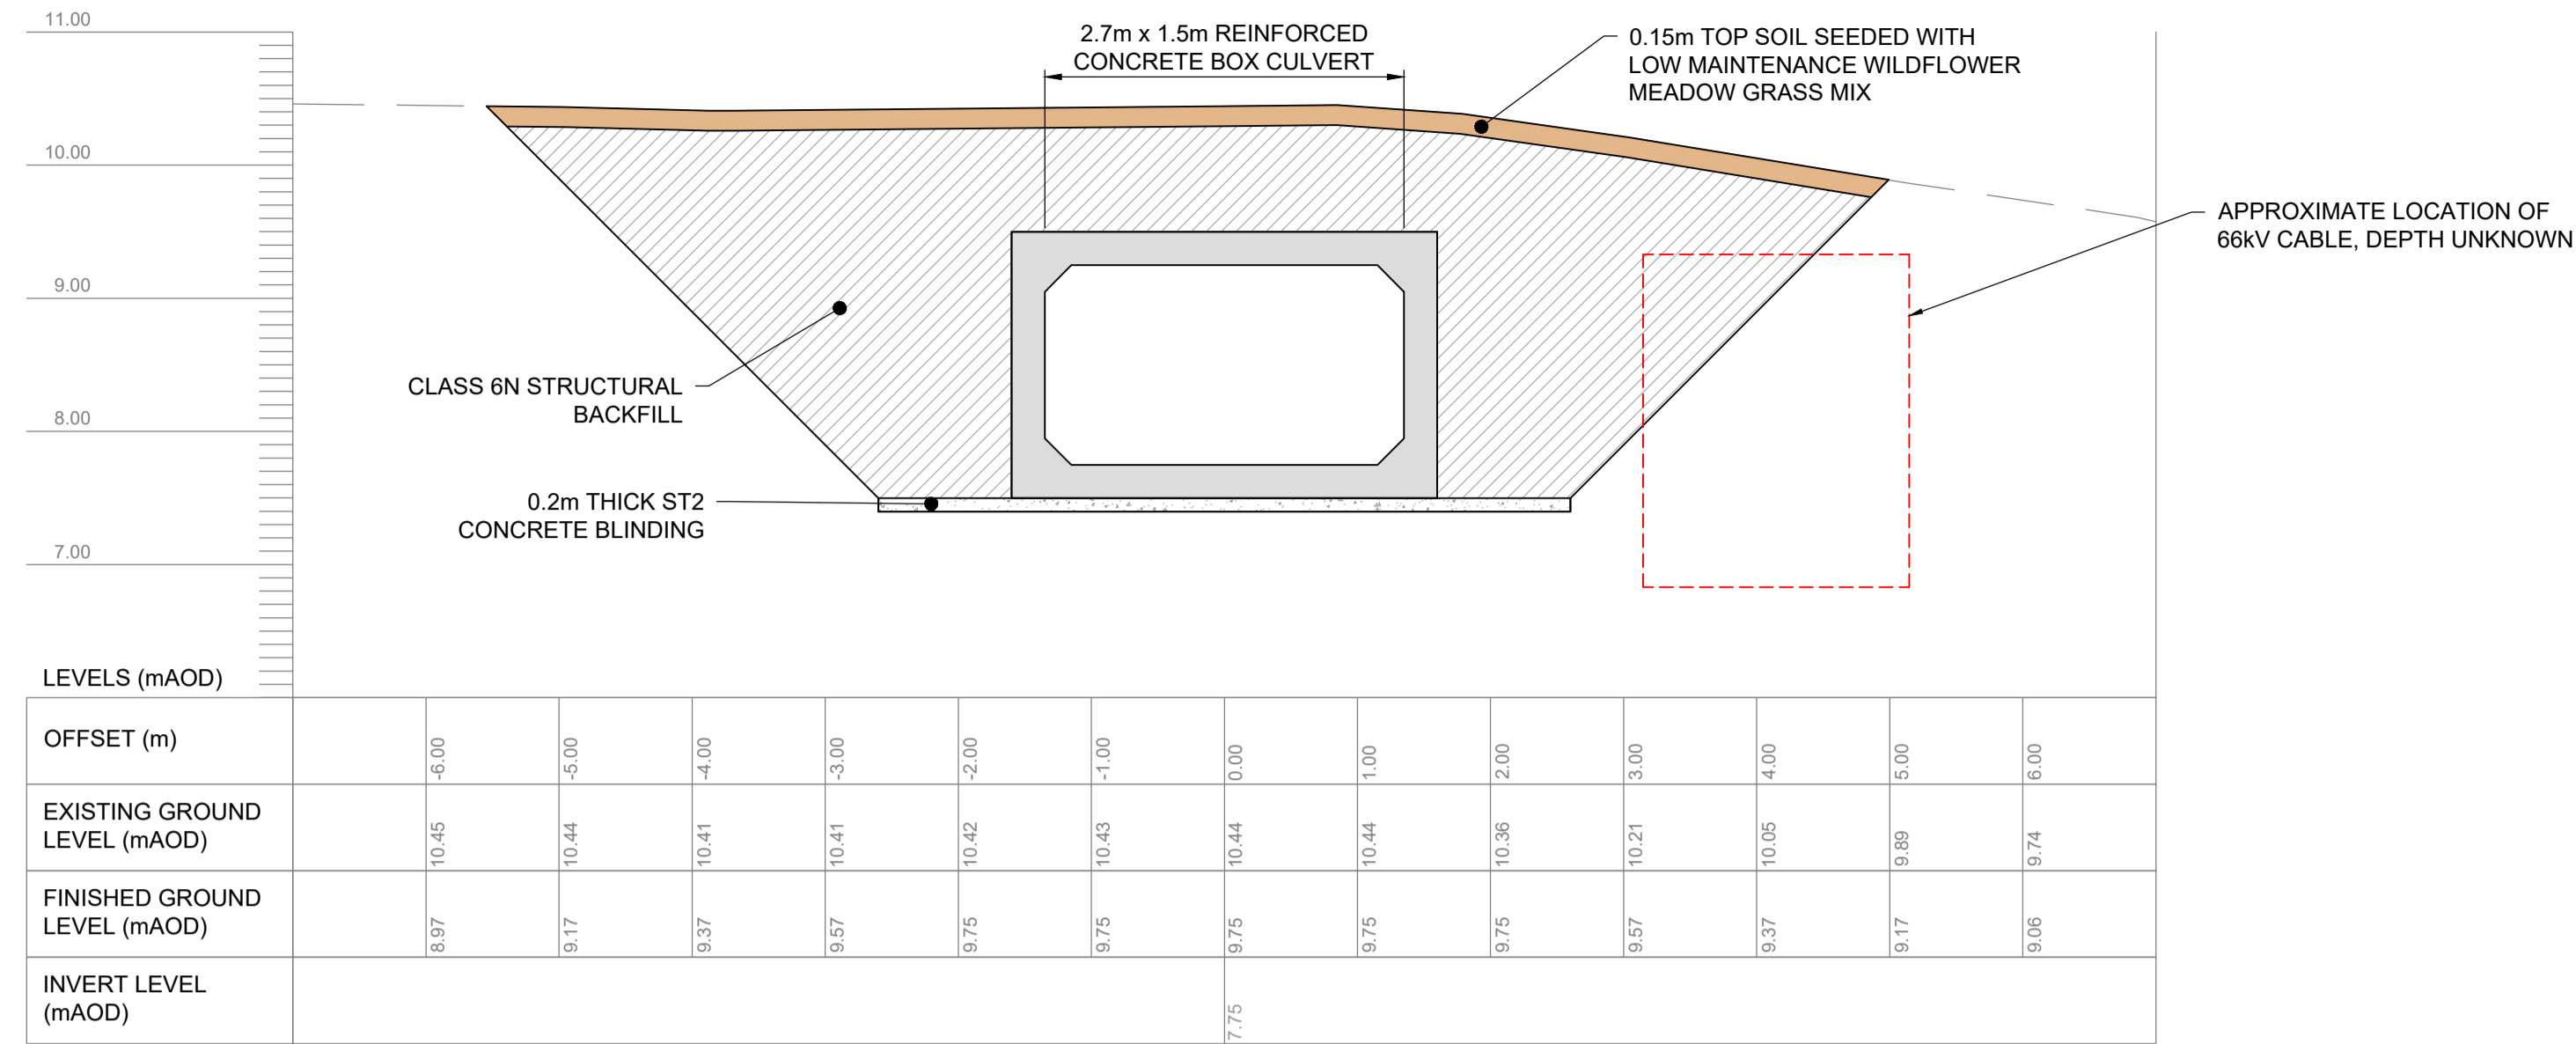 11.00
10.00
9.00
8.00
7.00
2.7m x 1.5m REINFORCED
CONCRETE BOX CULVERT
0.15m TOP SOIL SEEDED WITH
LOW MAINTENANCE WILDFLOWER
MEADOW GRASS MIX
APPROXIMATE LOCATION OF
66kV CABLE, DEPTH UNKNOWN
CLASS 6N STRUCTURAL
BACKFILL
0.2m THICK ST2
CONCRETE BLINDING
LEVELS (mAOD)
OFFSET (m)
-6.00 -5.00 -4.00 -3.00 -2.00 -1.00 0.00 1.00 2.00 3.00 4.00 5.00 6.00
EXISTING GROUND
LEVEL (mAOD)
10.45 10.44 10.41 10.41 10.42 10.43 10.44 10.44 10.36 10.21 10.05 9.89 9.74
FINISHED GROUND
LEVEL (mAOD)
8.97 9.17 9.37 9.57 9.75 9.75 9.75 9.75 9.75 9.57 9.37 9.17 9.06
INVERT LEVEL
(mAOD)
7.75